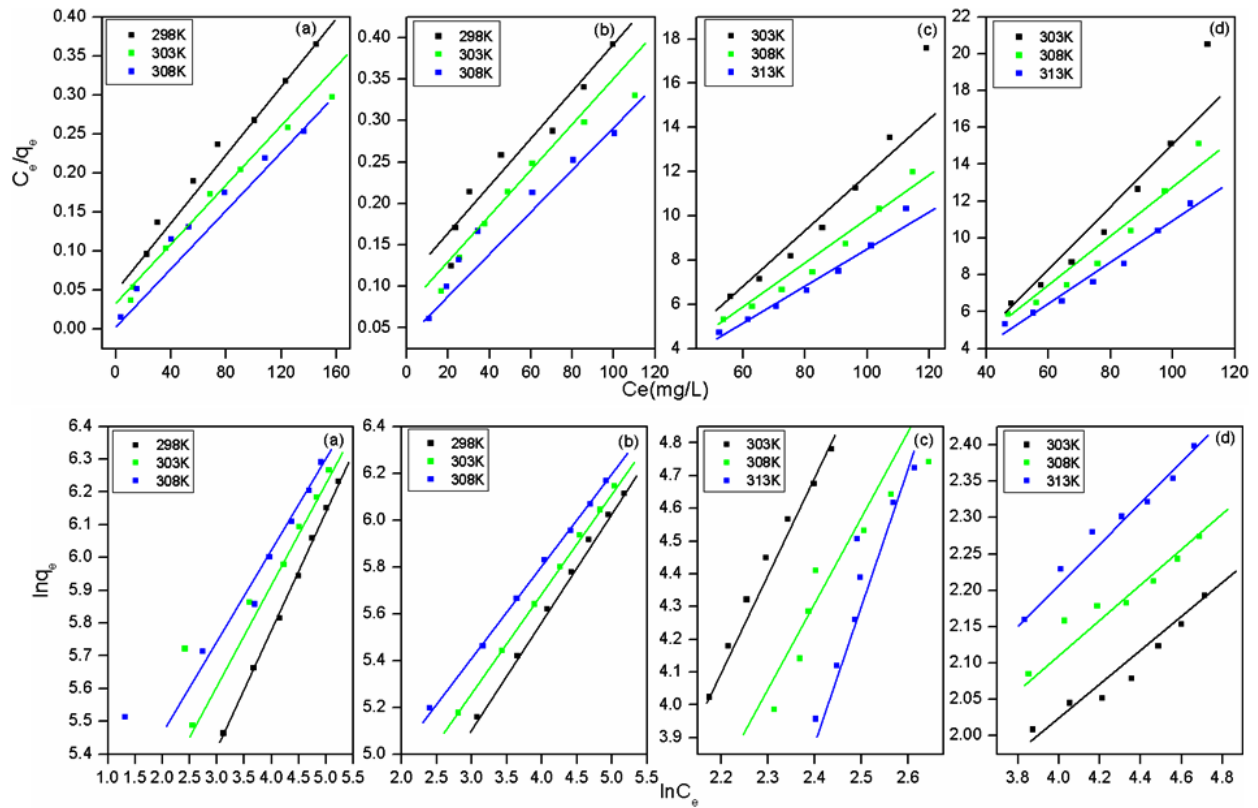 (a)
298K
303K
308K
0.40
0.35
0.30
0.25
0.20
0.15
0.10
0.05
0.00
0 20 40 60 80 100 120 140 160
(b)
298K
303K
308K
0.40
0.35
0.30
0.25
0.20
0.15
0.10
0.05
0 20 40 60 80 100 120
(c)
303K
308K
313K
18
16
14
12
10
8
6
4
60 80 100 120
(d)
303K
308K
313K
22
20
18
16
14
12
10
8
6
4
40 60 80 100 120
Ce/qe
Ce(mg/L)
(a)
298K
303K
308K
6.4
6.3
6.2
6.1
6.0
5.9
5.8
5.7
5.6
5.5
5.4
1.0 1.5 2.0 2.5 3.0 3.5 4.0 4.5 5.0 5.5
(b)
298K
303K
308K
6.4
6.2
6.0
5.8
5.6
5.4
5.2
5.0
2.0 2.5 3.0 3.5 4.0 4.5 5.0 5.5
(c)
303K
308K
313K
4.8
4.7
4.6
4.5
4.4
4.3
4.2
4.1
4.0
3.9
2.2 2.3 2.4 2.5 2.6
(d)
303K
308K
313K
2.40
2.35
2.30
2.25
2.20
2.15
2.10
2.05
2.00
3.8 4.0 4.2 4.4 4.6 4.8
lnqe
lnCe